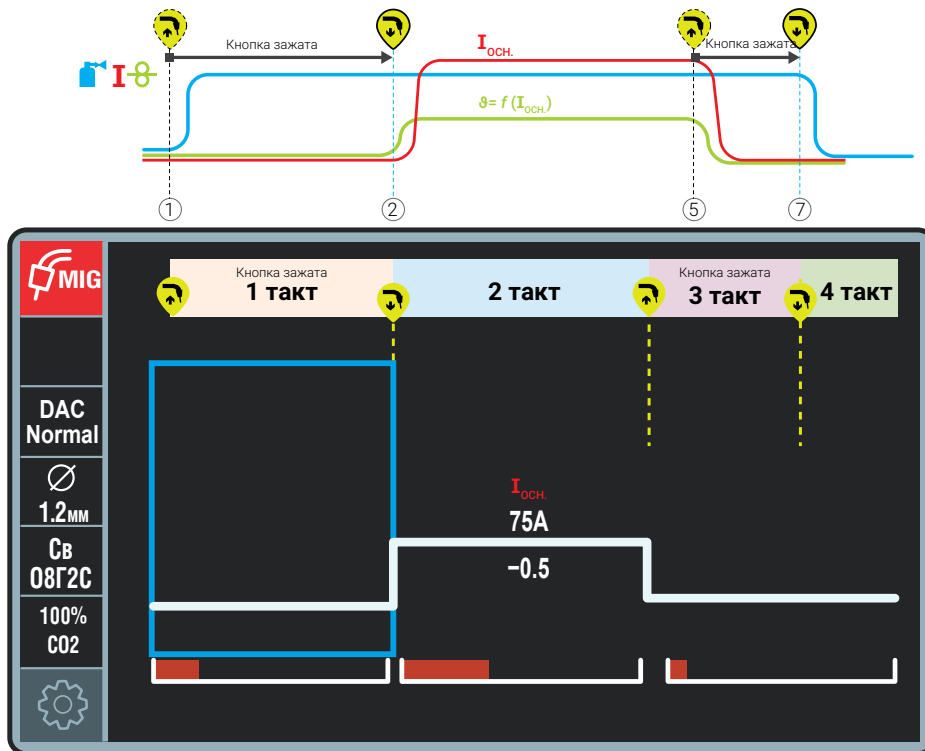 Кнопка зажата
Кнопка зажата
Iосн.
I
ϑ= f (Iосн.)
① ② ⑤ ⑦
MIG
Кнопка зажата
1 такт
2 такт
Кнопка зажата
3 такт
4 такт
DAC
Normal
∅
1.2мм
Св
08Г2С
100%
CO2
Iосн.
75A
−0.5